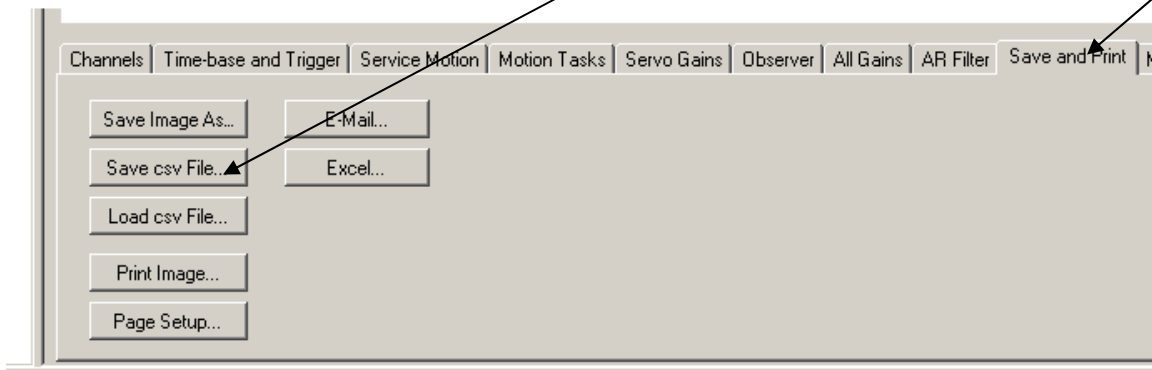 Channels Time-base and Trigger Service Motion Motion Tasks Servo Gains Observer All Gains AR Filter Save and Print
Save Image As... E-Mail...
Save csv File... Excel...
Load csv File...
Print Image...
Page Setup...